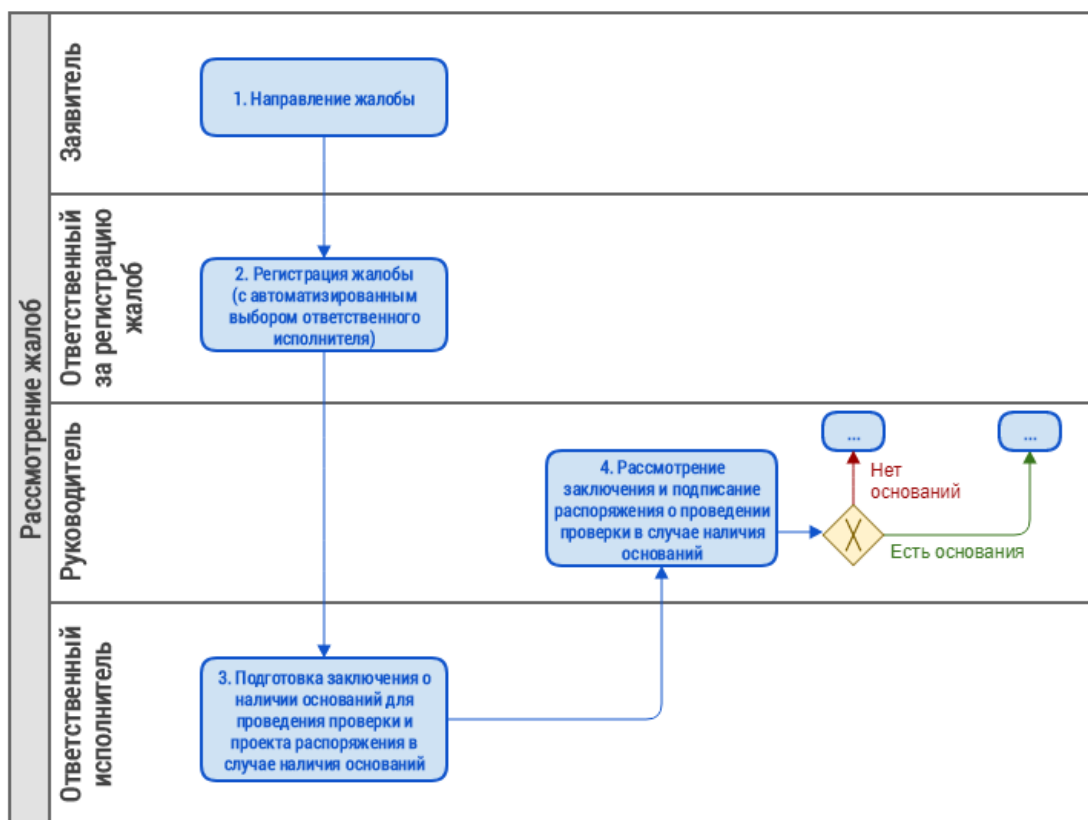 Рассмотрение жалоб
Заявитель
1. Направление жалобы
Ответственный
за регистрацию
жалоб
2. Регистрация жалобы
(с автоматизированным
выбором ответственного
исполнителя)
Руководитель
4. Рассмотрение
заключения и подписание
распоряжения о проведении
проверки в случае наличия
оснований
...
...
Нет
оснований
Есть основания
Ответственный
исполнитель
3. Подготовка заключения о
наличии оснований для
проведения проверки и
проекта распоряжения в
случае наличия оснований